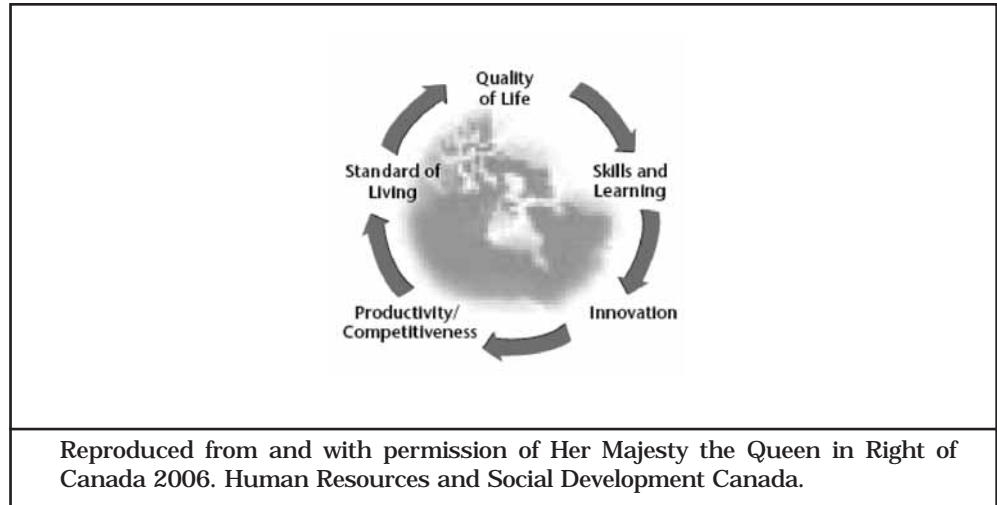 Quality
of Life
Skills and
Learning
Innovation
Productivity/
Competitiveness
Standard of
Living
Reproduced from and with permission of Her Majesty the Queen in Right of
Canada 2006. Human Resources and Social Development Canada.